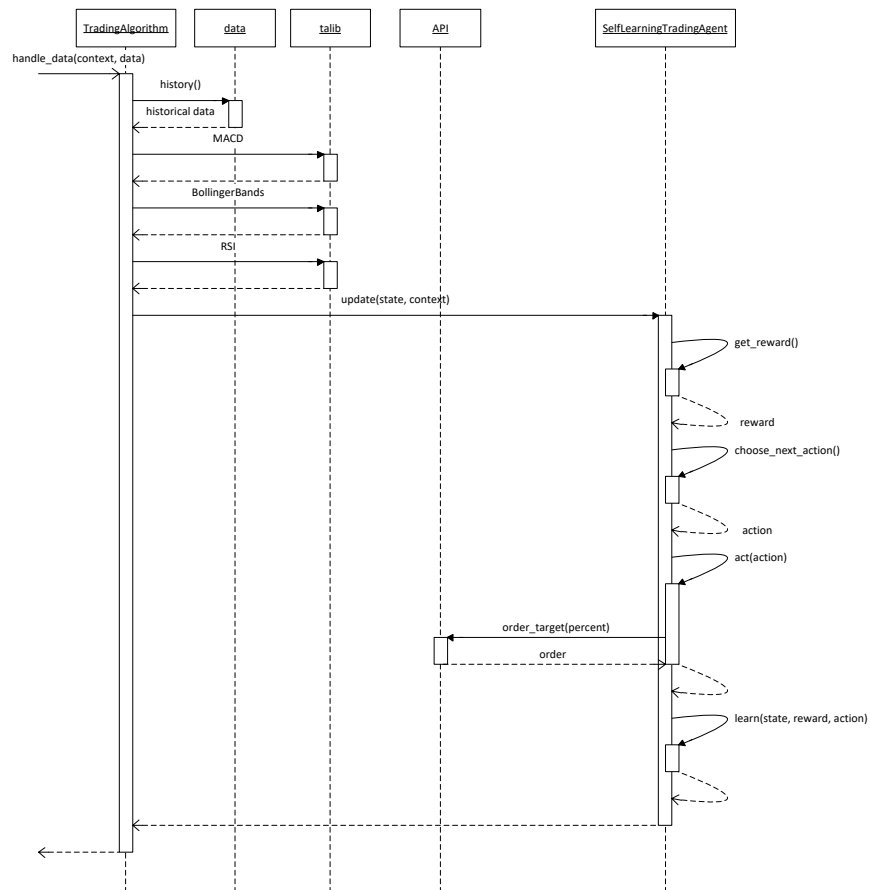 TradingAlgorithm
data
talib
API
SelfLearningTradingAgent
handle_data(context, data)
history()
historical data
MACD
BollingerBands
RSI
update(state, context)
get_reward()
reward
choose_next_action()
action
act(action)
order_target(percent)
order
learn(state, reward, action)